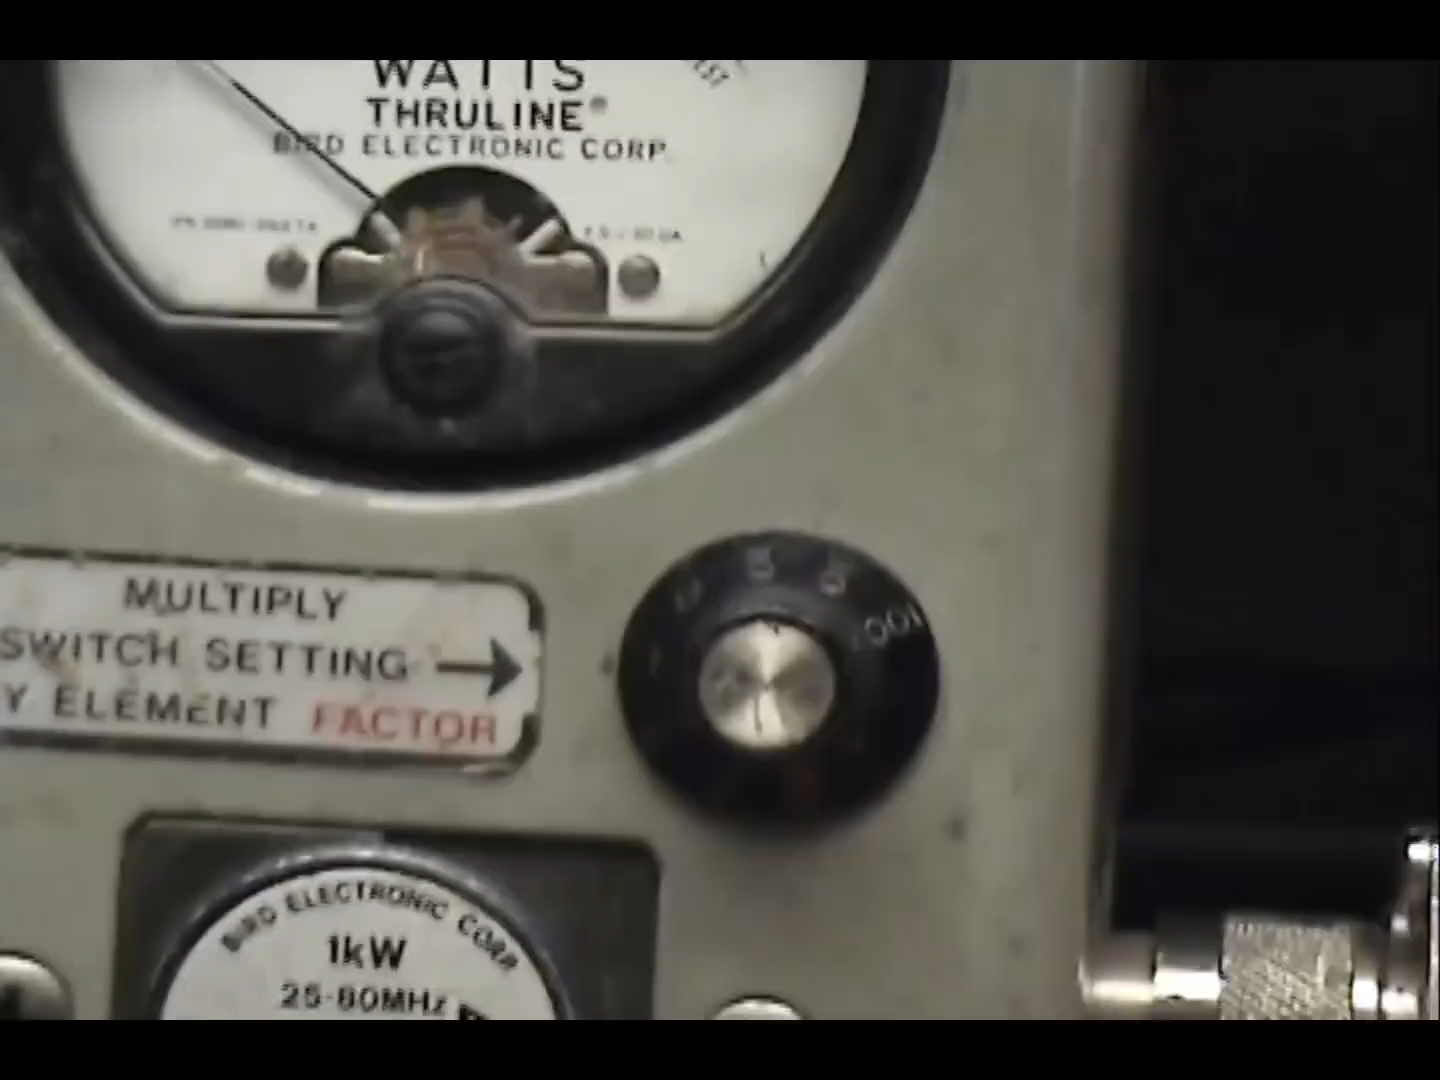 WATTS
THRULINE®
BIRD ELECTRONIC CORP.
MULTIPLY
SWITCH SETTING
Y ELEMENT FACTOR
100
BIRD ELECTRONIC CORP.
1kW
25-80MHz